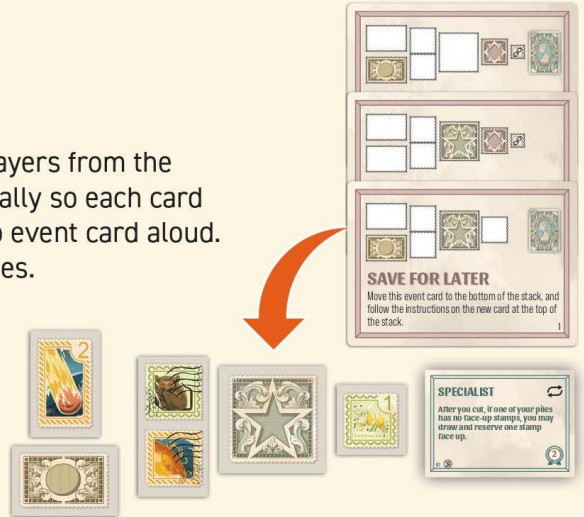 ayers from the
ally so each card
o event card aloud.
es.
SAVE FOR LATER
Move this event card to the bottom of the stack, and
follow the instructions on the new card at the top of
the stack.
1
2
1
SPECIALIST
After you cut, if one of your piles
has no face-up stamps, you may
draw and reserve one stamp
face up.
2